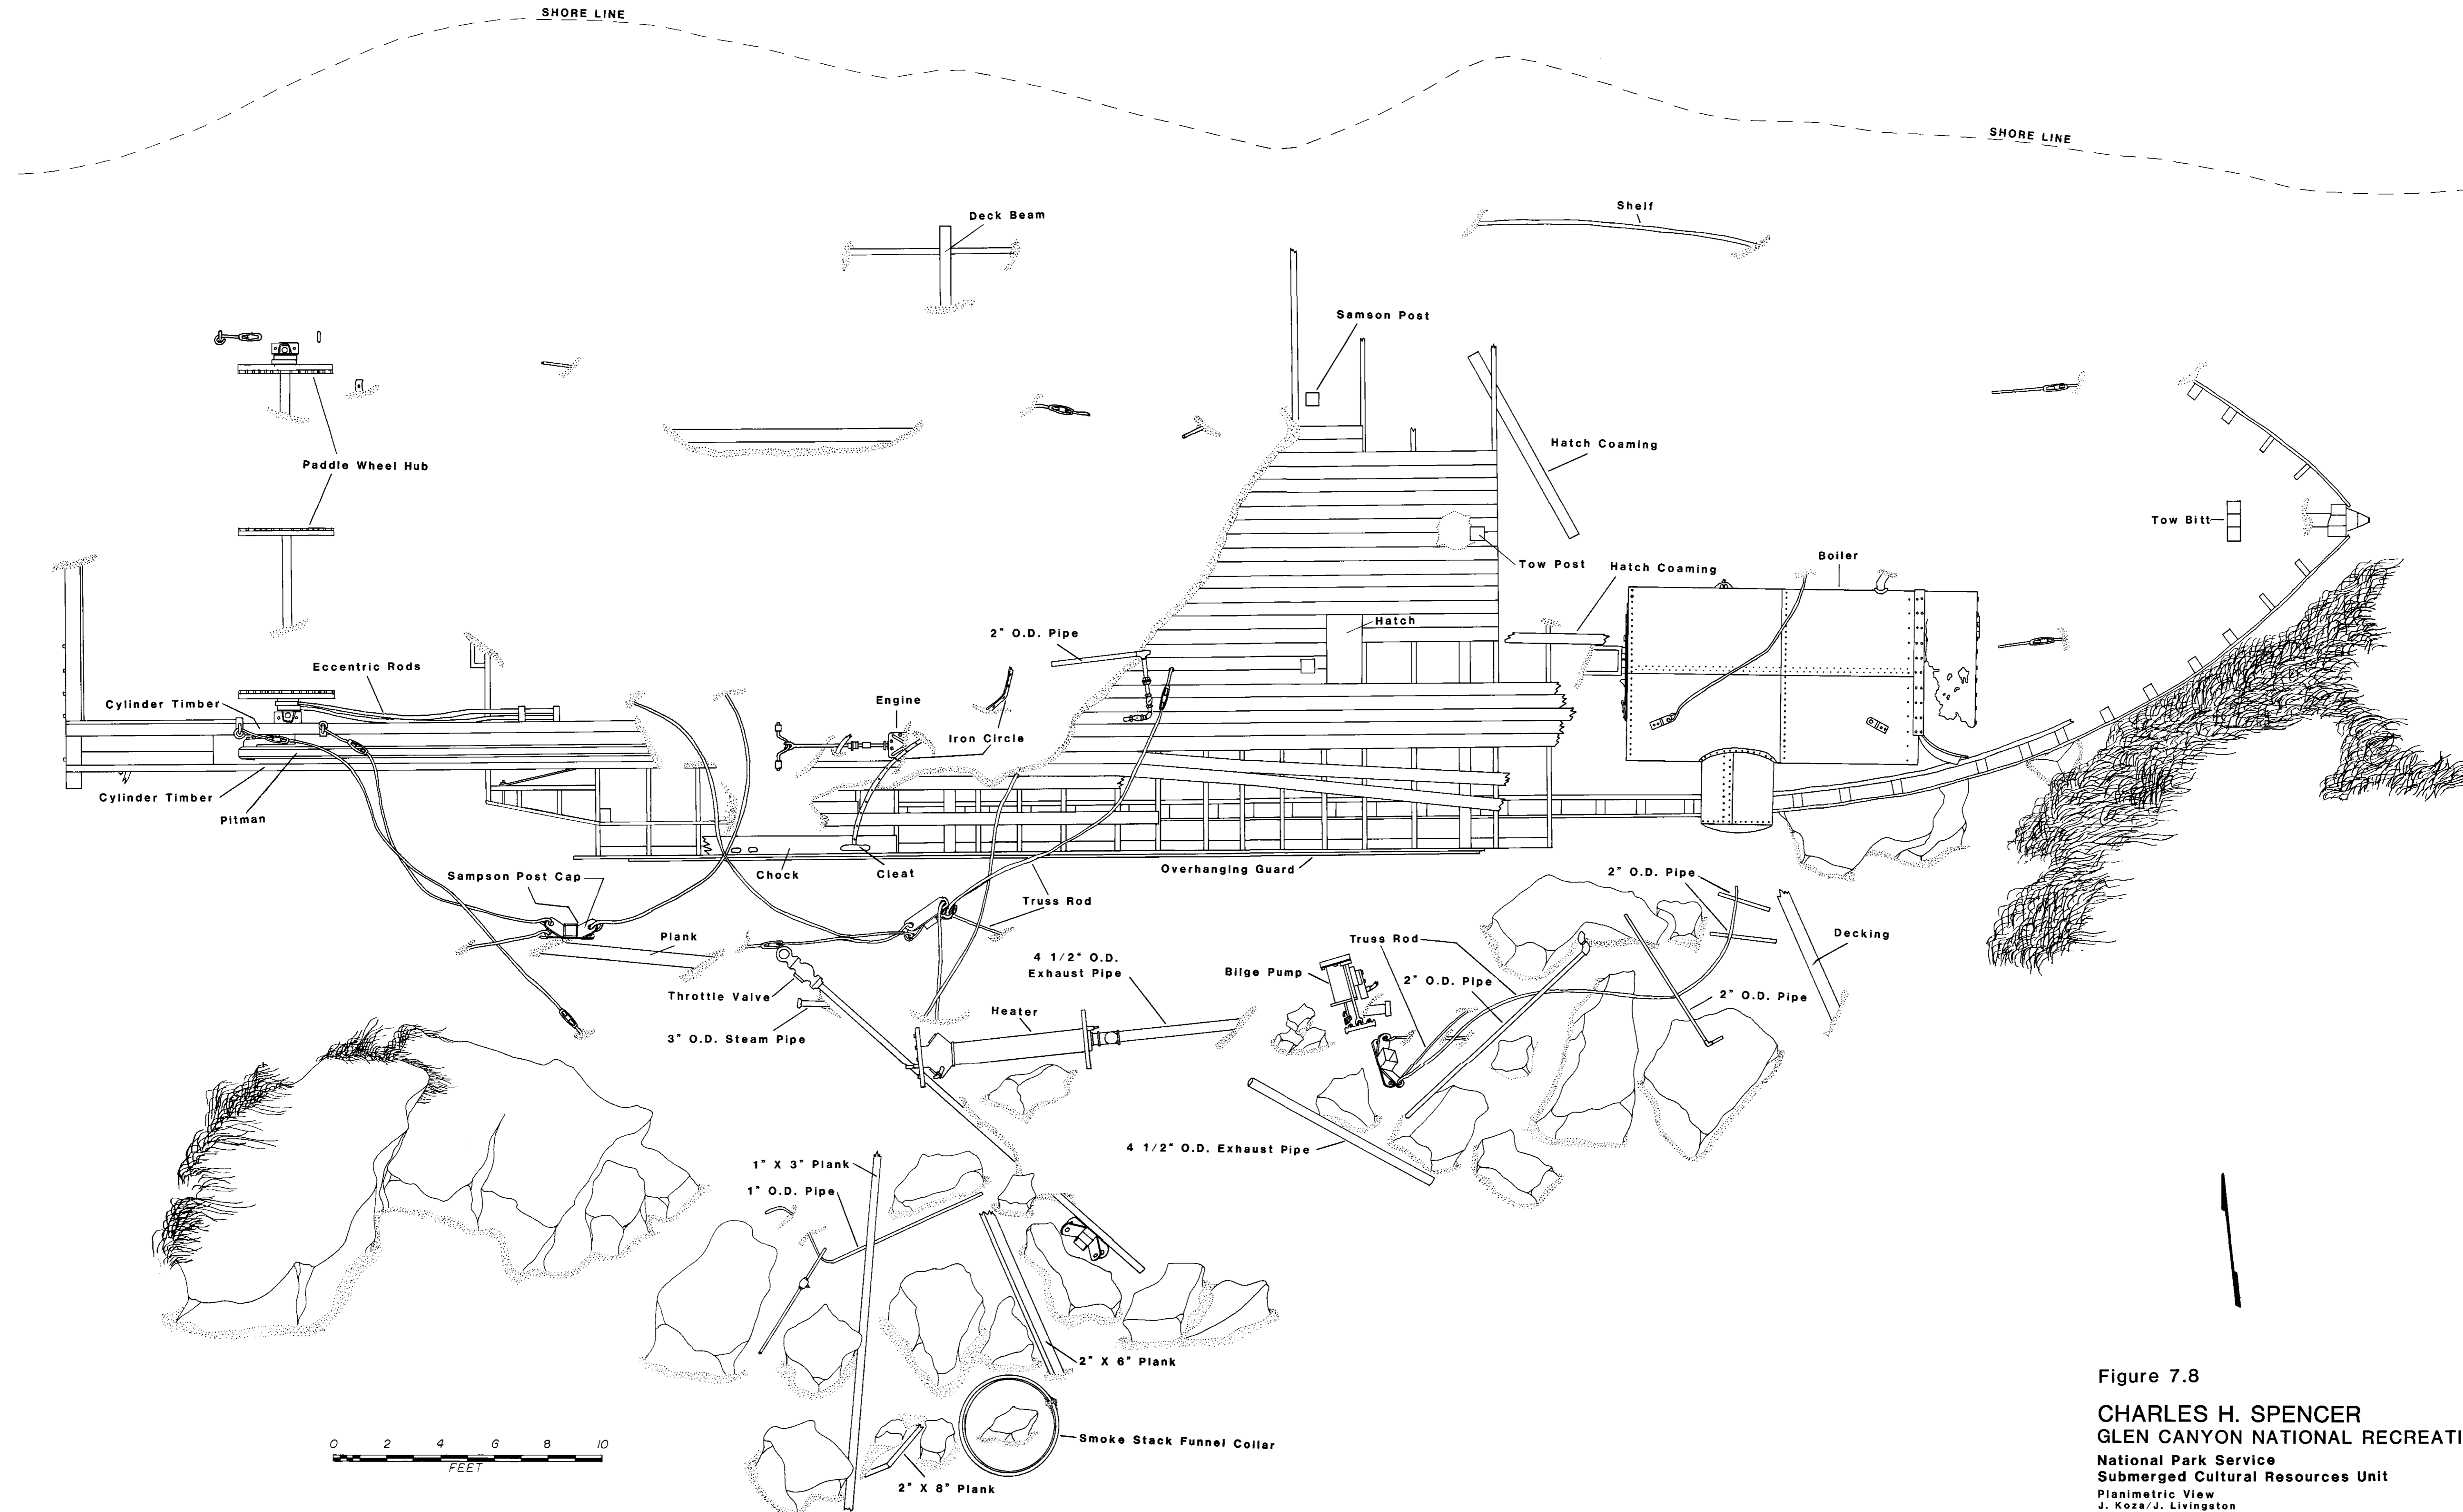 SHORE LINE
SHORE LINE
Deck Beam
Shelf
Samson Post
Hatch Coaming
Paddle Wheel Hub
Tow Bitt
Tow Post
Hatch Coaming
Boiler
Hatch
2" O.D. Pipe
Eccentric Rods
Cylinder Timber
Engine
Iron Circle
Cylinder Timber
Pitman
Sampson Post Cap
Chock
Cleat
Overhanging Guard
2" O.D. Pipe
Truss Rod
Plank
Decking
Truss Rod
4 1/2" O.D.
Exhaust Pipe
Bilge Pump
2" O.D. Pipe
2" O.D. Pipe
Throttle Valve
Heater
3" O.D. Steam Pipe
4 1/2" O.D. Exhaust Pipe
1" X 3" Plank
1" O.D. Pipe
2" X 6" Plank
Smoke Stack Funnel Collar
2" X 8" Plank
0 2 4 6 8 10
FEET
Figure 7.8
CHARLES H. SPENCER
GLEN CANYON NATIONAL RECREATI
National Park Service
Submerged Cultural Resources Unit
Planimetric View
J. Koza/J. Livingston